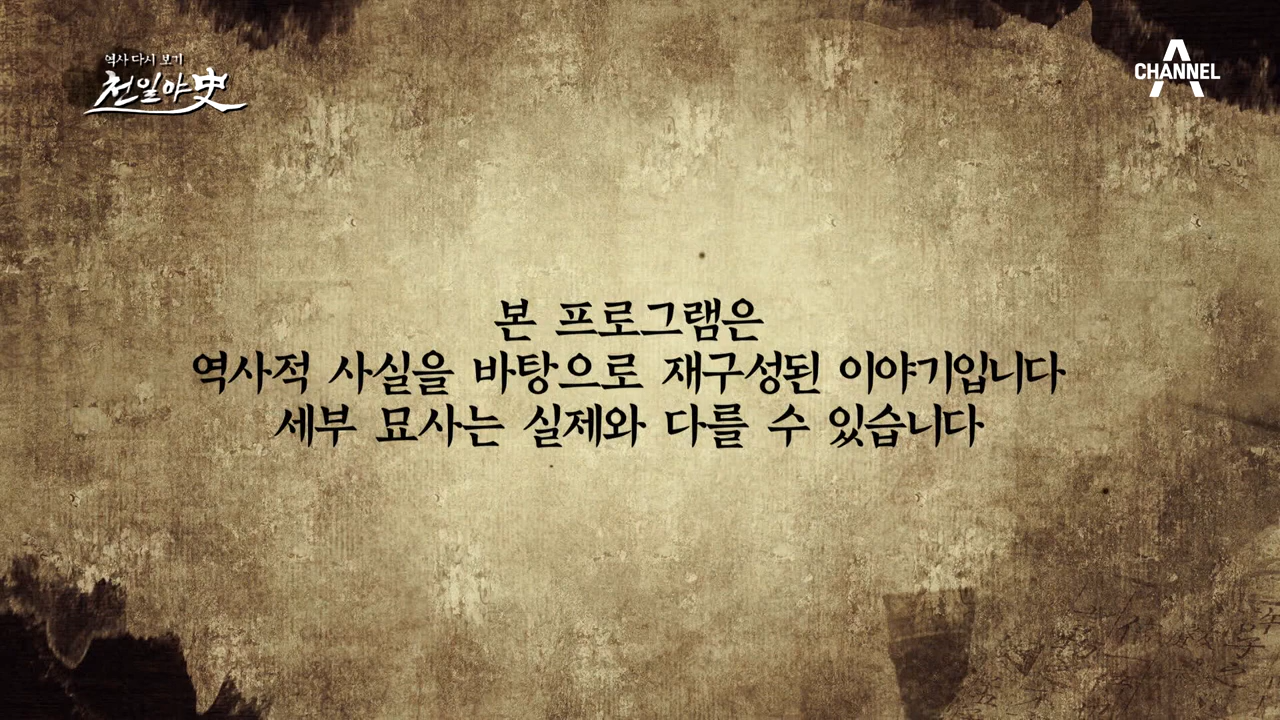 역사 다시 보기
천일야史
CHANNEL A
본 프로그램은
역사적 사실을 바탕으로 재구성된 이야기입니다
세부 묘사는 실제와 다를 수 있습니다